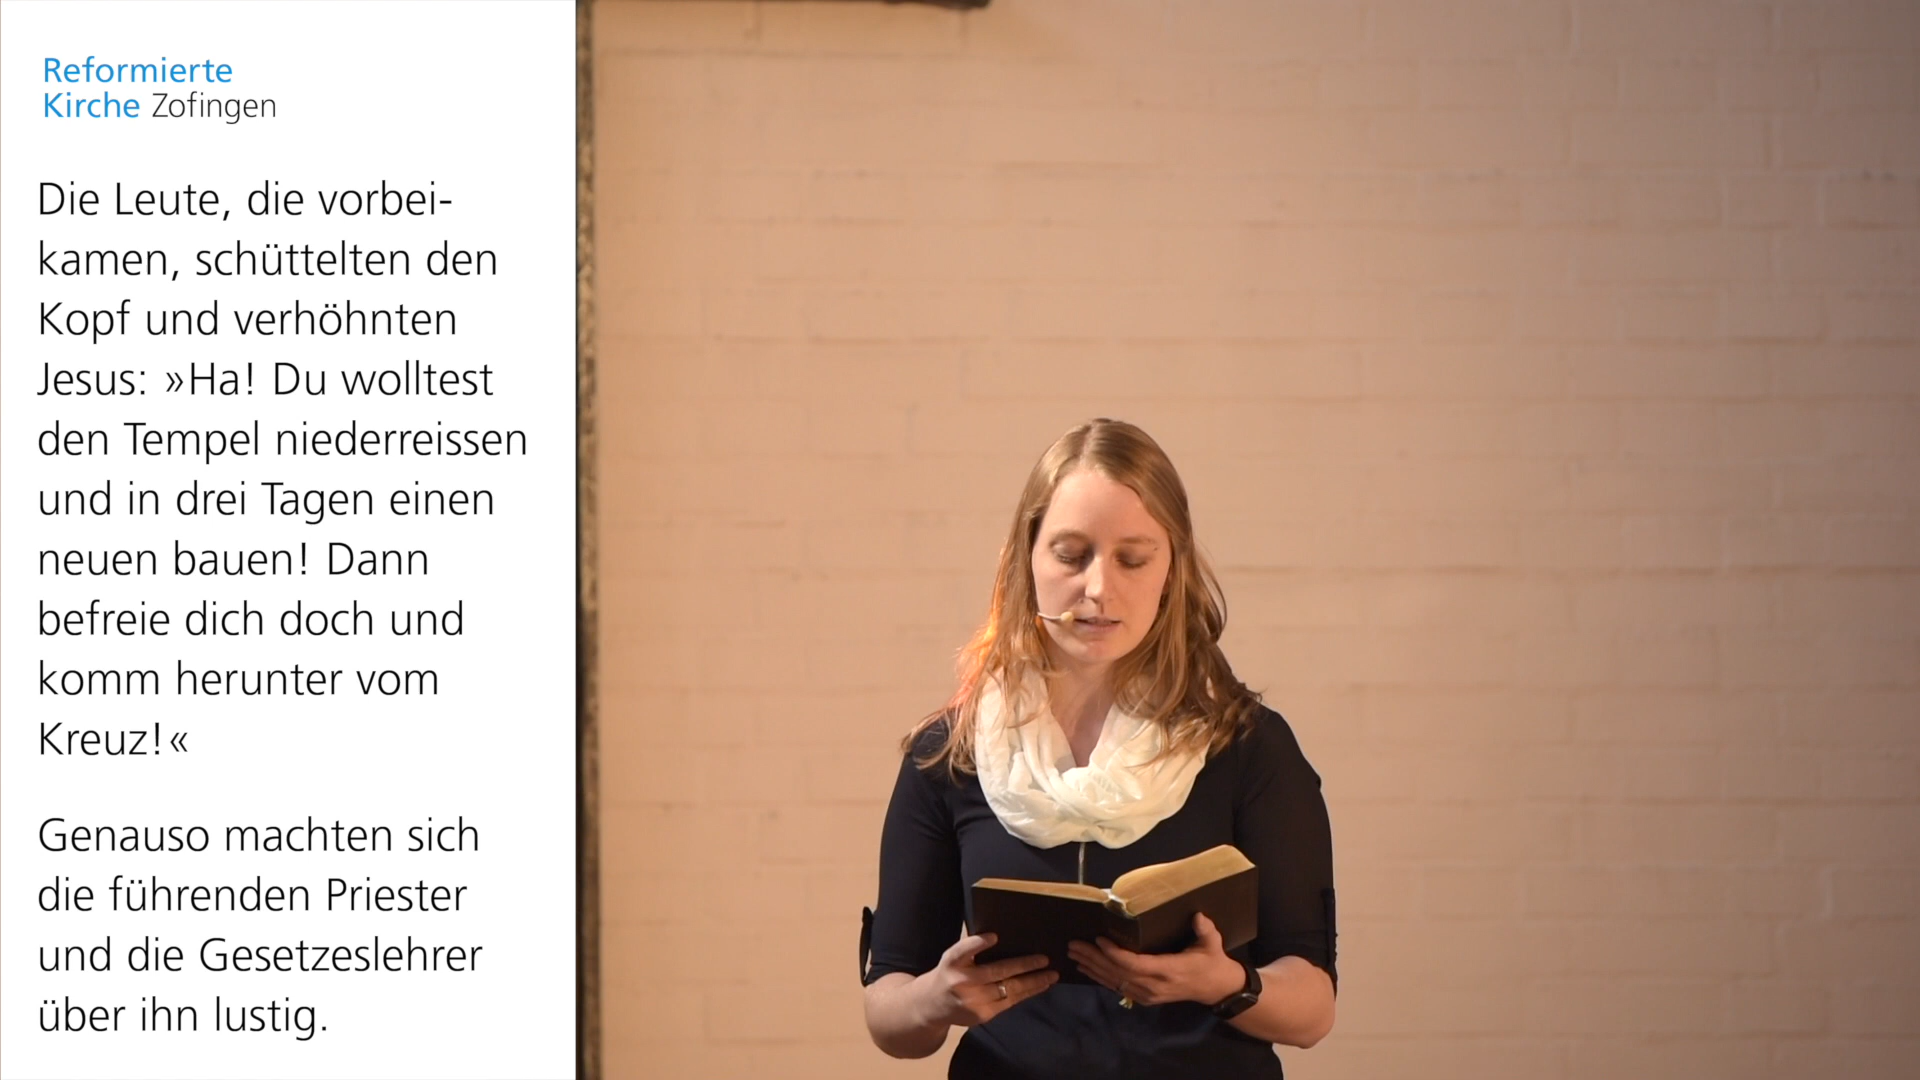 Reformierte
Kirche Zofingen
Die Leute, die vorbei-
kamen, schüttelten den
Kopf und verhöhnten
Jesus: »Ha! Du wolltest
den Tempel niederreissen
und in drei Tagen einen
neuen bauen! Dann
befreie dich doch und
komm herunter vom
Kreuz!«
Genauso machten sich
die führenden Priester
und die Gesetzeslehrer
über ihn lustig.